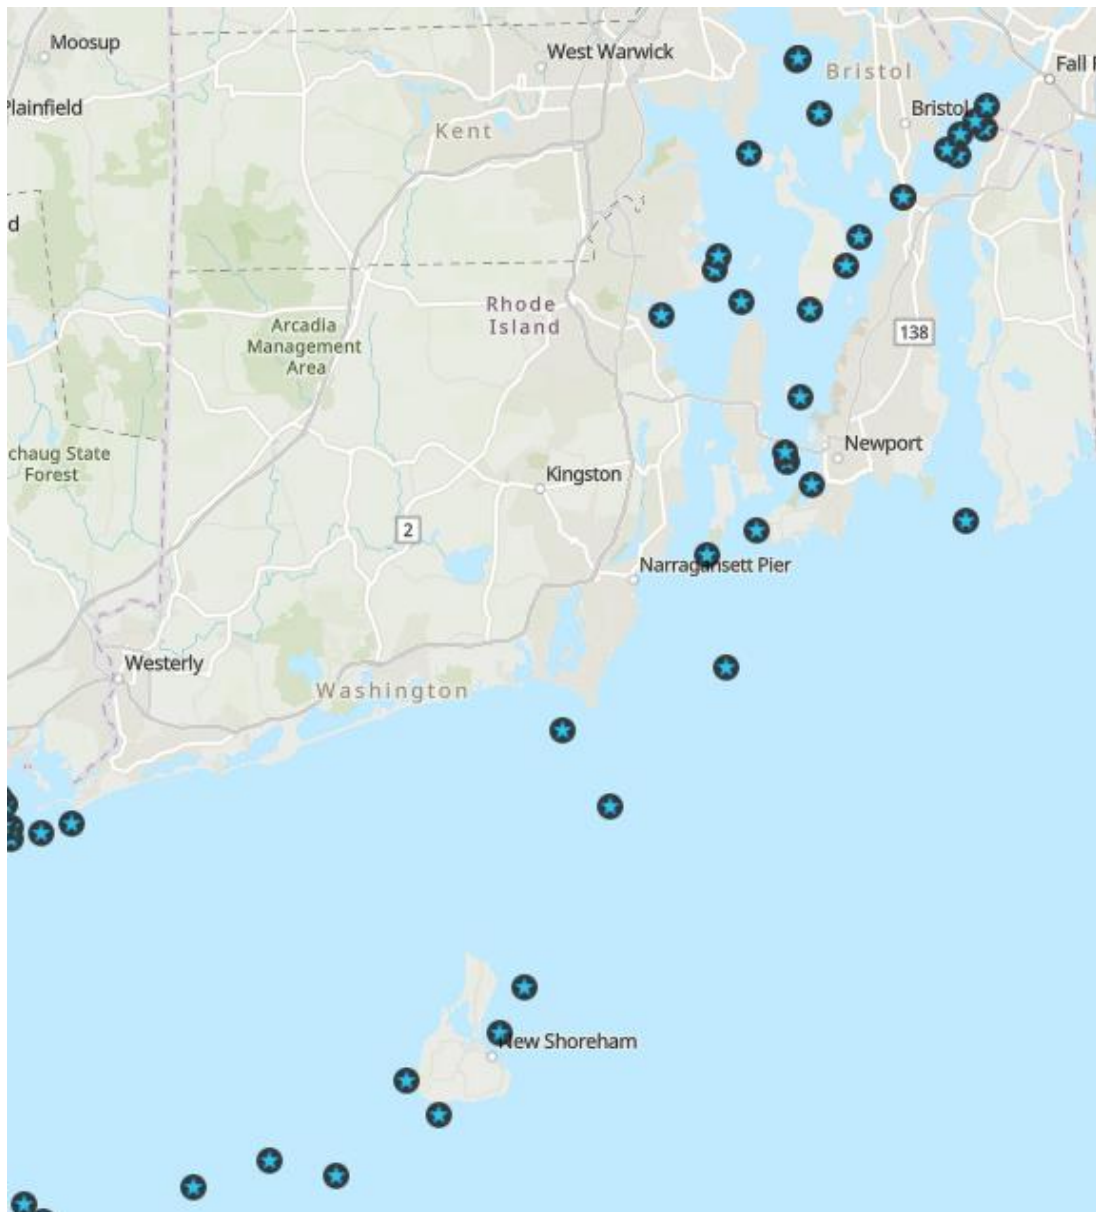 Moosup
West Warwick
Bristol
Fall
Plainfield
Bristol
Kent
d
Rhode
Island
Arcadia
Management
Area
138
chaug State
Forest
Newport
Kingston
2
Narragansett Pier
Westerly
Washington
New Shoreham